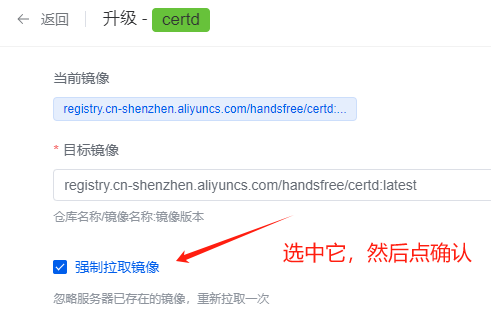 返回 升级 - certd
当前镜像
registry.cn-shenzhen.aliyuncs.com/handsfree/certd:...
* 目标镜像
registry.cn-shenzhen.aliyuncs.com/handsfree/certd:latest
仓库名称/镜像名称:镜像版本
强制拉取镜像 选中它，然后点确认
忽略服务器已存在的镜像，重新拉取一次